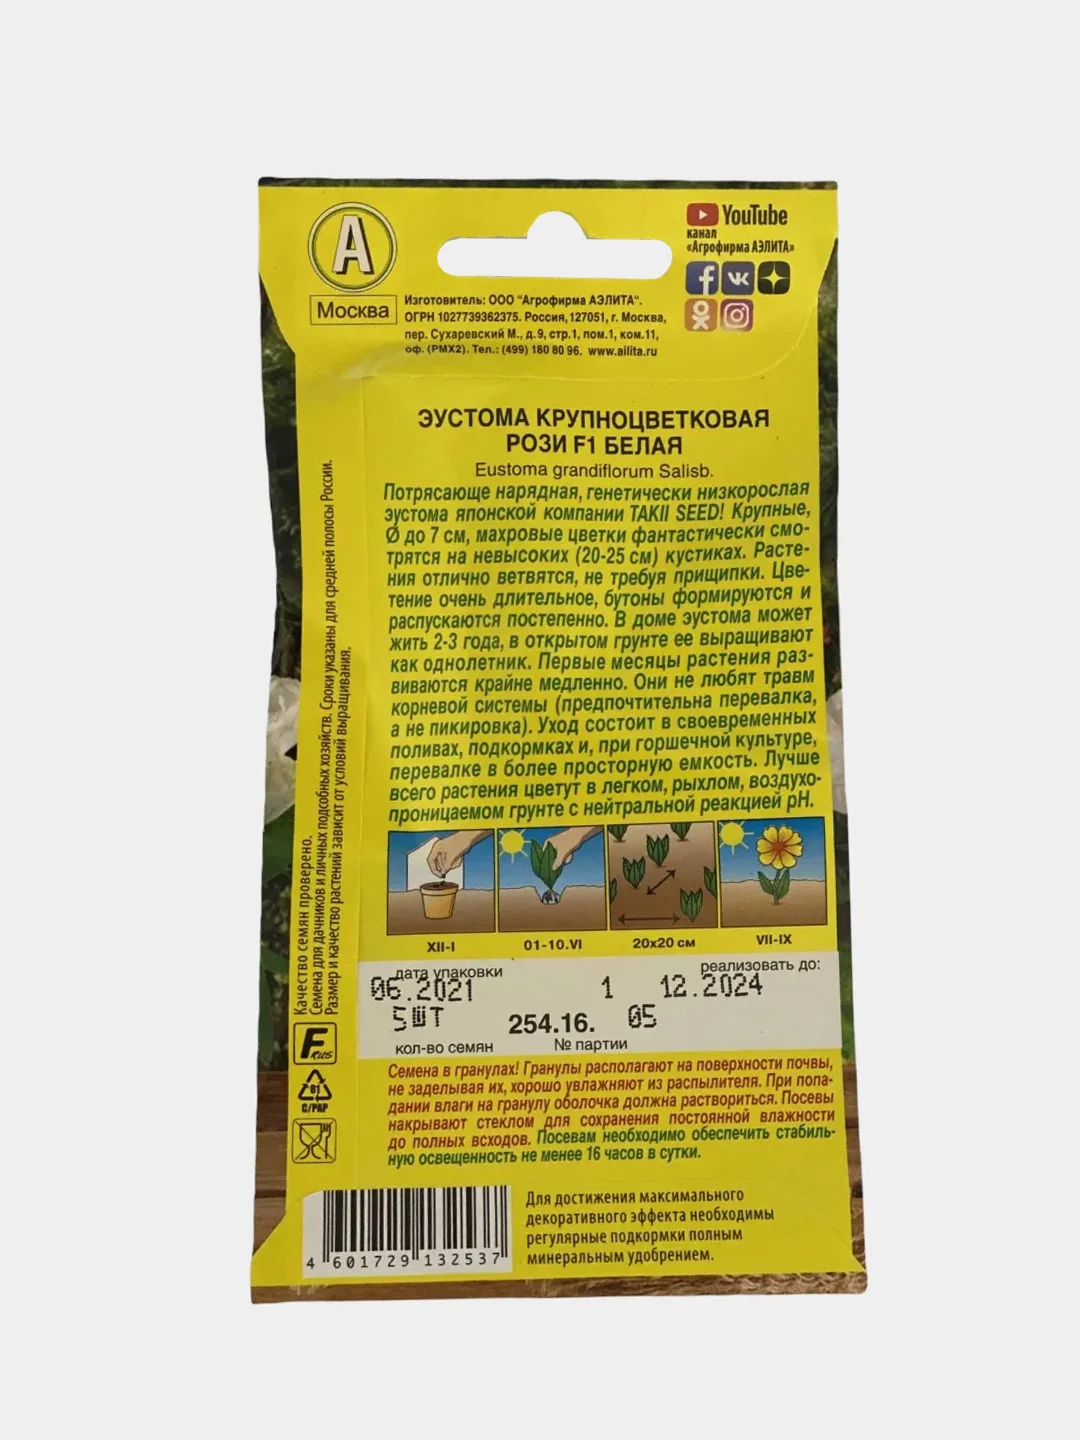 А
Москва
YouTube
канал
«Агрофирма АЭЛИТА»
Изготовитель: ООО "Агрофирма АЭЛИТА".
ОГРН 1027739362375. Россия,127051, г. Москва,
пер. Сухаревский М., д.9, стр.1, пом.1, ком.11,
оф. (РМХ2). Тел.: (499) 180 80 96. www.ailita.ru
ЭУСТОМА КРУПНОЦВЕТКОВАЯ
РОЗИ F1 БЕЛАЯ
Eustoma grandiflorum Salisb.
Потрясающе нарядная, генетически низкорослая
эустома японской компании TAKII SEED! Крупные,
Ø до 7 см, махровые цветки фантастически смо-
трятся на невысоких (20-25 см) кустиках. Расте-
ния отлично ветвятся, не требуя прищипки. Цве-
тение очень длительное, бутоны формируются и
распускаются постепенно. В доме эустома может
жить 2-3 года, в открытом грунте ее выращивают
как однолетник. Первые месяцы растения раз-
виваются крайне медленно. Они не любят травм
корневой системы (предпочтительна перевалка,
а не пикировка). Уход состоит в своевременных
поливах, подкормках и, при горшечной культуре,
перевалке в более просторную емкость. Лучше
всего растения цветут в легком, рыхлом, воздухо-
проницаемом грунте с нейтральной реакцией pH.
XII-I
01-10.VI
20x20 см
VII-IX
дата упаковки
реализовать до:
06.2021
1
12.2024
5ШТ
254.16.
05
кол-во семян
№ партии
Семена в гранулах! Гранулы располагают на поверхности почвы,
не заделывая их, хорошо увлажняют из распылителя. При попа-
дании влаги на гранулу оболочка должна раствориться. Посевы
накрывают стеклом для сохранения постоянной влажности
до полных всходов. Посевам необходимо обеспечить стабиль-
ную освещенность не менее 16 часов в сутки.
Для достижения максимального
декоративного эффекта необходимы
регулярные подкормки полным
минеральным удобрением.
4 601729 132537
Качество семян проверено.
Семена для дачников и личных подсобных хозяйств. Сроки указаны для средней полосы России.
Размер и качество растений зависит от условий выращивания.
F RUS
81
C/PAP